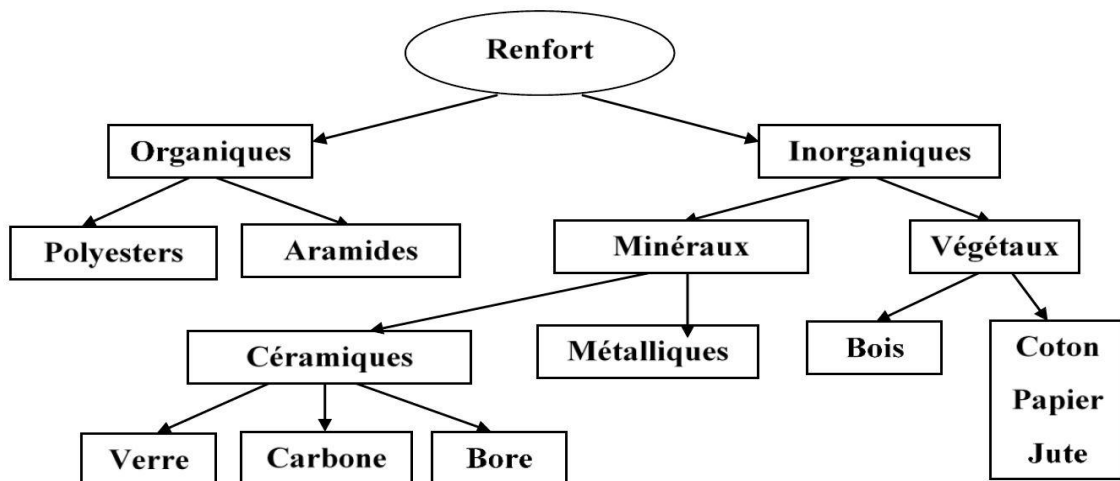 Renfort
Organiques
Inorganiques
Polyesters
Aramides
Minéraux
Végétaux
Céramiques
Métalliques
Bois
Coton
Papier
Jute
Verre
Carbone
Bore